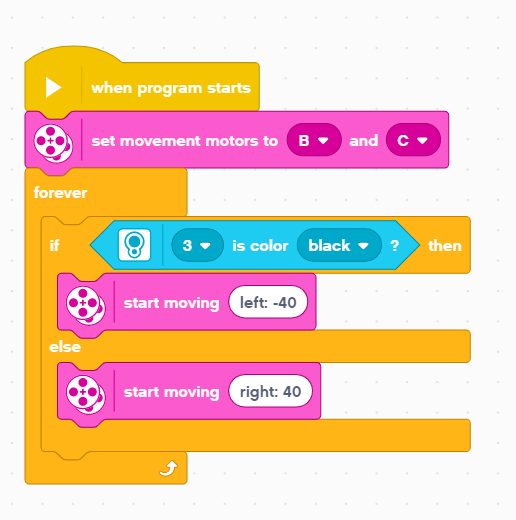 when program starts
set movement motors to B and C
forever
if 3 is color black ? then
start moving left: -40
else
start moving right: 40